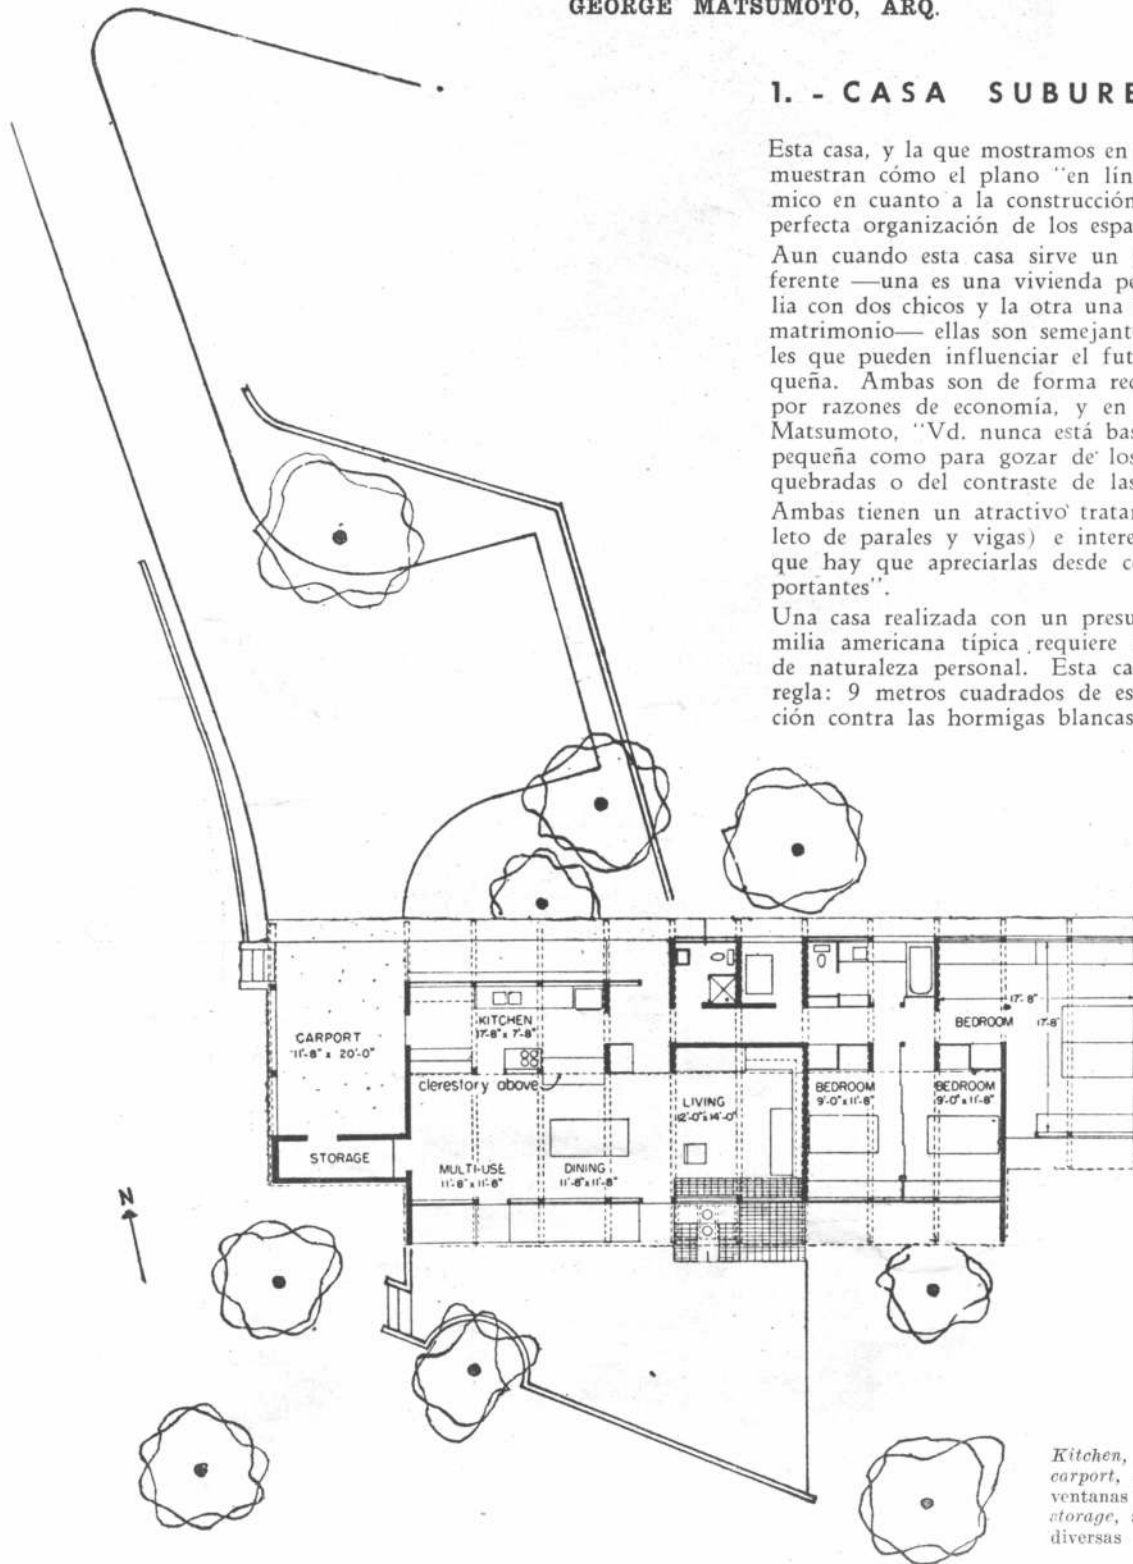 GEORGE MATSUMOTO, ARQ.
1. - CASA SUBURB
Esta casa, y la que mostramos en
muestran cómo el plano "en lín
mico en cuanto a la construcción
perfecta organización de los espa
Aun cuando esta casa sirve un
ferente —una es una vivienda pe
lia con dos chicos y la otra una
matrimonio— ellas son semejant
les que pueden influenciar el fut
queña. Ambas son de forma rec
por razones de economía, y en
Matsumoto, "Vd. nunca está bas
pequeña como para gozar de los
quebradas o del contraste de las
Ambas tienen un atractivo tratar
leto de parales y vigas) e intere
que hay que apreciarlas desde c
portantes".
Una casa realizada con un presu
milia americana típica requiere
de naturaleza personal. Esta ca
regla: 9 metros cuadrados de es
ción contra las hormigas blancas
CARPORT
11'-8" x 20'-0"
STORAGE
KITCHEN
17'-8" x 7'-8"
clerestory above
MULTI-USE
11'-8" x 11'-8"
DINING
11'-8" x 11'-8"
LIVING
12'-0" x 14'-0"
BEDROOM
9'-0" x 11'-8"
BEDROOM
9'-0" x 11'-8"
BEDROOM
17'-8"
17'-8"
N
Kitchen,
carport,
ventanas
storage,
diversas